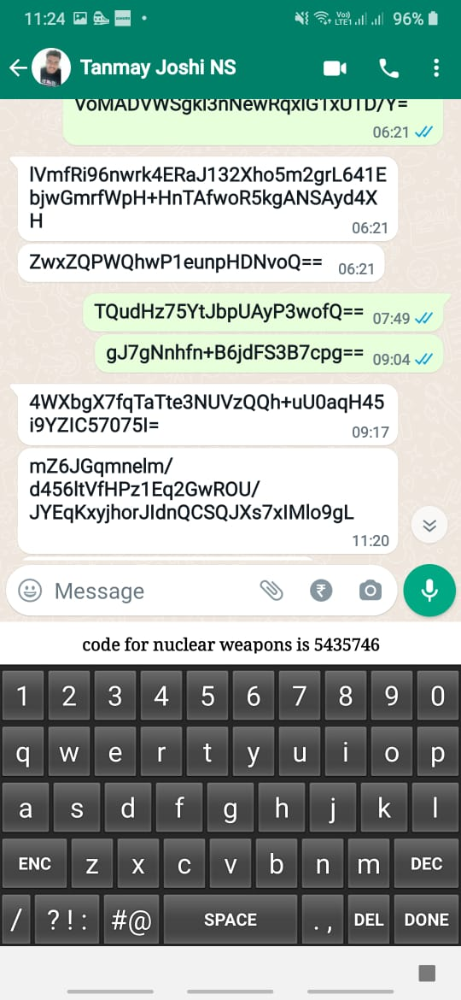 11:24
96%
Tanmay Joshi NS
06:21
lVmfRi96nwrk4ERaJ132Xho5m2grL641E
bjwGmrfWpH+HnTAfwoR5kgANSAyd4X
H
06:21
ZwxZQPWQhwP1eunpHDNvoQ== 06:21
TQudHz75YtJbpUAyP3wofQ== 07:49
gJ7gNnhfn+B6jdFS3B7cpg== 09:04
4WXbgX7fqTaTte3NUVzQQh+uU0aqH45
i9YZIC57075I=
09:17
mZ6JGqmnelm/
d456ltVfHPz1Eq2GwROU/
JYEqKxyjhorJIdnQCSQJXs7xIMlo9gL
11:20
Message
code for nuclear weapons is 5435746
1 2 3 4 5 6 7 8 9 0
q w e r t y u i o p
a s d f g h j k l
ENC z x c v b n m DEC
/ ?!: #@ SPACE ., DEL DONE